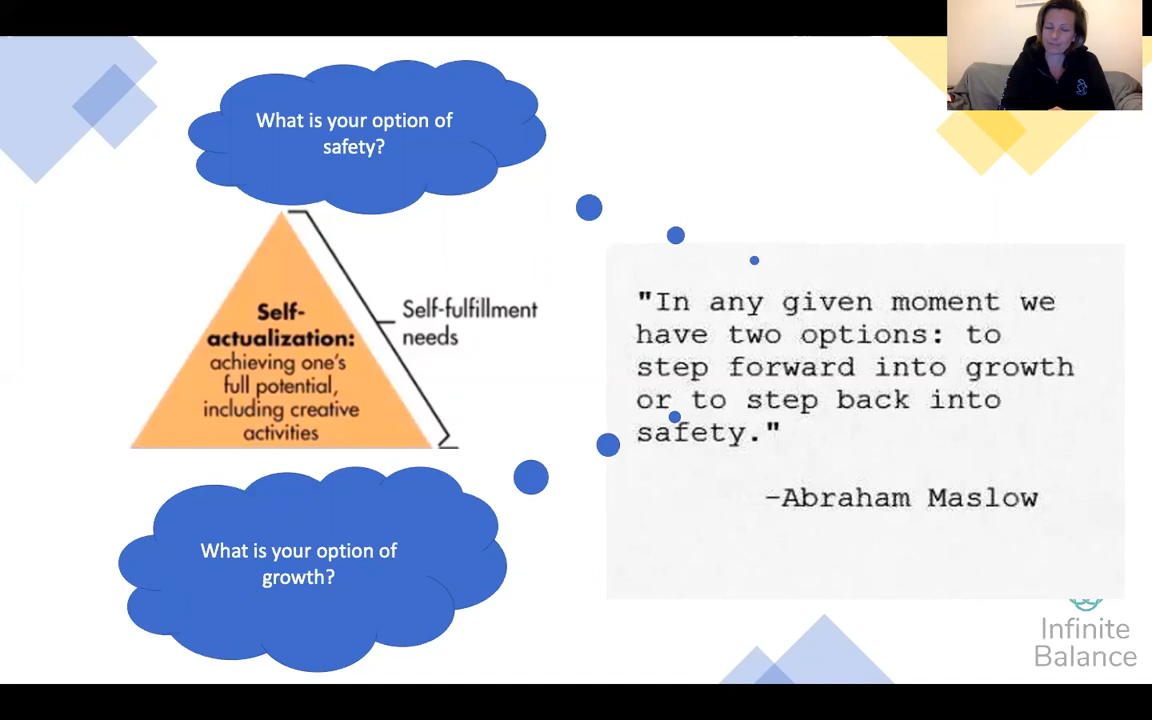 What is your option of
safety?
Self-
actualization:
achieving one's
full potential,
including creative
activities
Self-fulfillment
needs
"In any given moment we
have two options: to
step forward into growth
or to step back into
safety."
-Abraham Maslow
What is your option of
growth?
Infinite
Balance